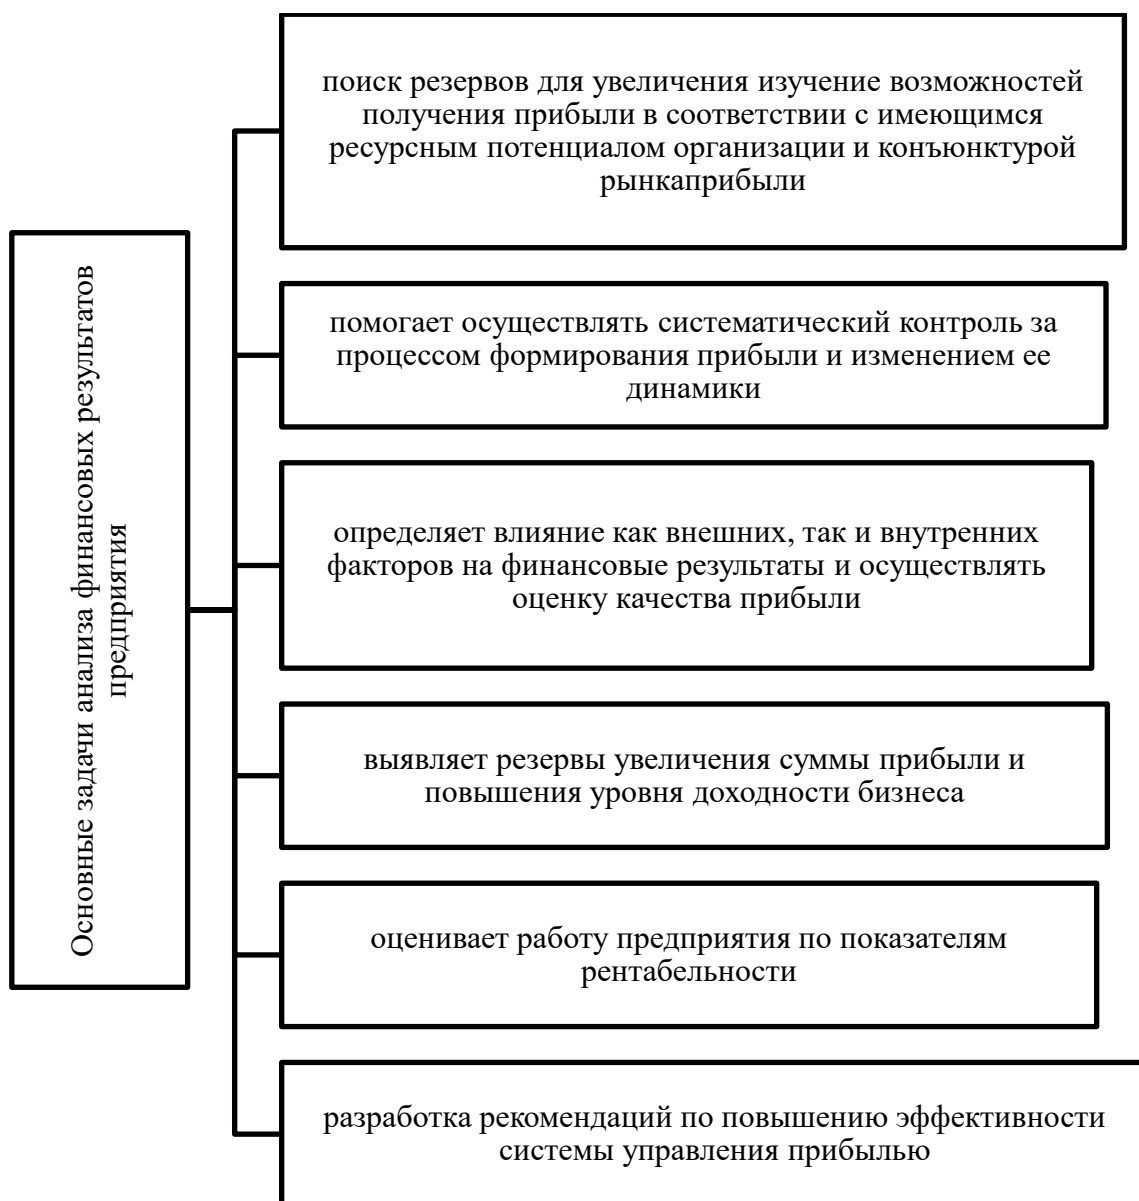 Основные задачи анализа финансовых результатов
предприятия
поиск резервов для увеличения изучение возможностей
получения прибыли в соответствии с имеющимся
ресурсным потенциалом организации и конъюнктурой
рынкаприбыли
помогает осуществлять систематический контроль за
процессом формирования прибыли и изменением ее
динамики
определяет влияние как внешних, так и внутренних
факторов на финансовые результаты и осуществлять
оценку качества прибыли
выявляет резервы увеличения суммы прибыли и
повышения уровня доходности бизнеса
оценивает работу предприятия по показателям
рентабельности
разработка рекомендаций по повышению эффективности
системы управления прибылью